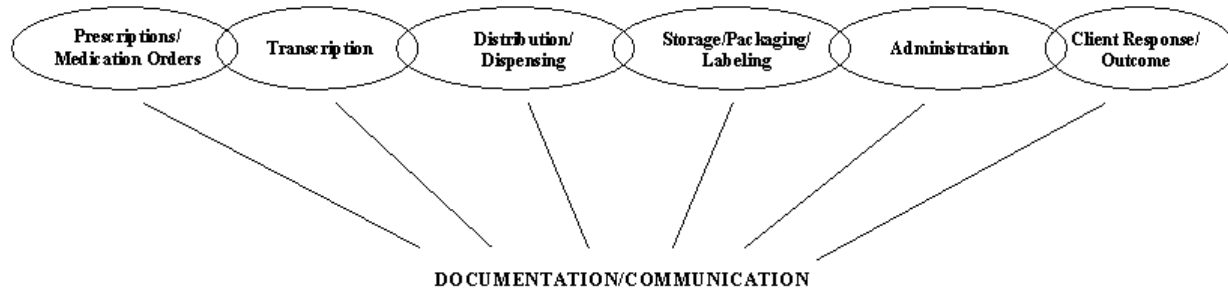 Prescriptions/
Medication Orders
Transcription
Distribution/
Dispensing
Storage/Packaging/
Labeling
Administration
Client Response/
Outcome
DOCUMENTATION/COMMUNICATION